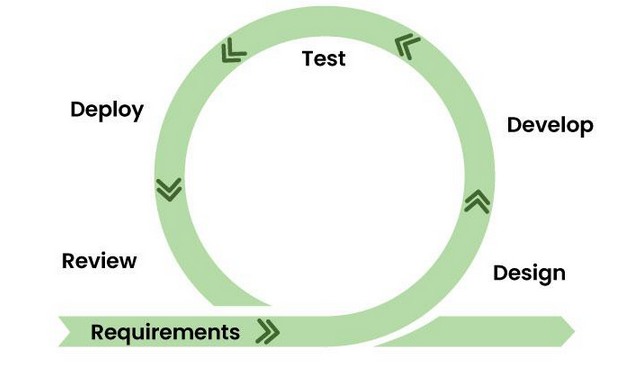 Test
Deploy
Develop
Review
Design
Requirements